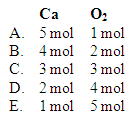 Ca O₂
A. 5 mol 1 mol
B. 4 mol 2 mol
C. 3 mol 3 mol
D. 2 mol 4 mol
E. 1 mol 5 mol